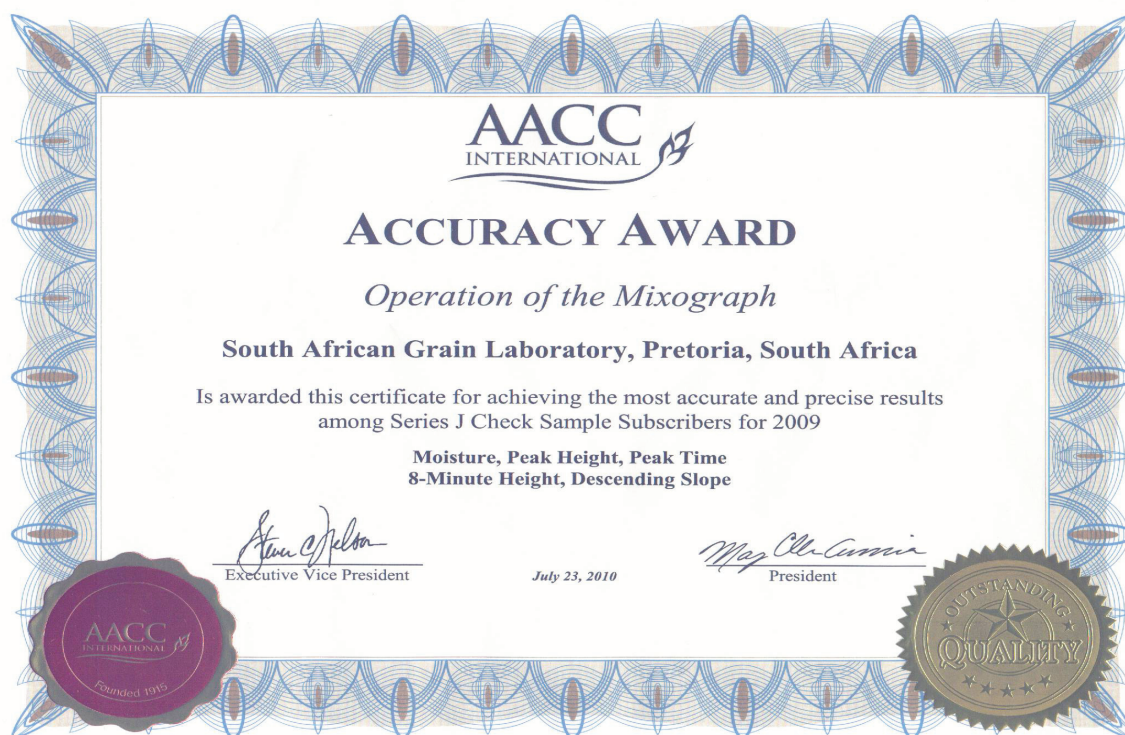 AACC
INTERNATIONAL
ACCURACY AWARD
Operation of the Mixograph
South African Grain Laboratory, Pretoria, South Africa
Is awarded this certificate for achieving the most accurate and precise results
among Series J Check Sample Subscribers for 2009
Moisture, Peak Height, Peak Time
8-Minute Height, Descending Slope
Steven C Nelson
Executive Vice President
July 23, 2010
President
AACC
INTERNATIONAL
Founded 1915
OUTSTANDING
QUALITY